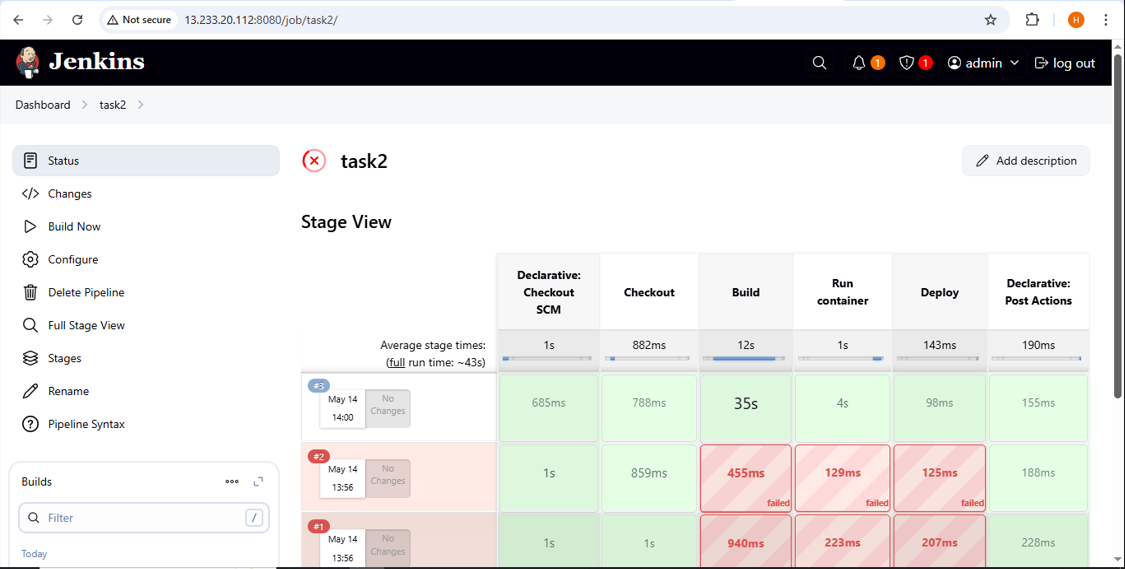 Not secure
13.233.20.112:8080/job/task2/
H
Jenkins
1
1
admin
log out
Dashboard
task2
Status
Changes
Build Now
Configure
Delete Pipeline
Full Stage View
Stages
Rename
Pipeline Syntax
Builds
Filter
/
Today
task2
Add description
Stage View
Declarative:
Checkout
SCM
Checkout
Build
Run
container
Deploy
Declarative:
Post Actions
Average stage times:
(full run time: ~43s)
1s
882ms
12s
1s
143ms
190ms
#3
May 14
14:00
No
Changes
685ms
788ms
35s
4s
98ms
155ms
#2
May 14
13:56
No
Changes
1s
859ms
455ms
failed
129ms
failed
125ms
failed
188ms
#1
May 14
13:56
No
Changes
1s
1s
940ms
223ms
207ms
228ms